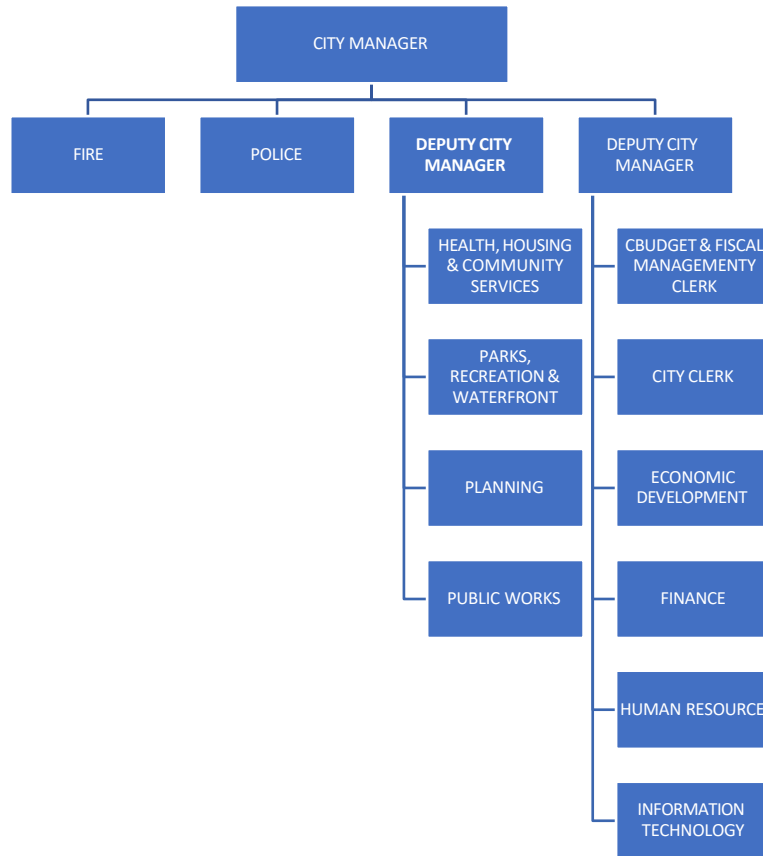 CITY MANAGER
FIRE
POLICE
DEPUTY CITY
MANAGER
DEPUTY CITY
MANAGER
HEALTH, HOUSING
& COMMUNITY
SERVICES
PARKS,
RECREATION &
WATERFRONT
PLANNING
PUBLIC WORKS
CBUDGET & FISCAL
MANAGEMENTY
CLERK
CITY CLERK
ECONOMIC
DEVELOPMENT
FINANCE
HUMAN RESOURCE
INFORMATION
TECHNOLOGY